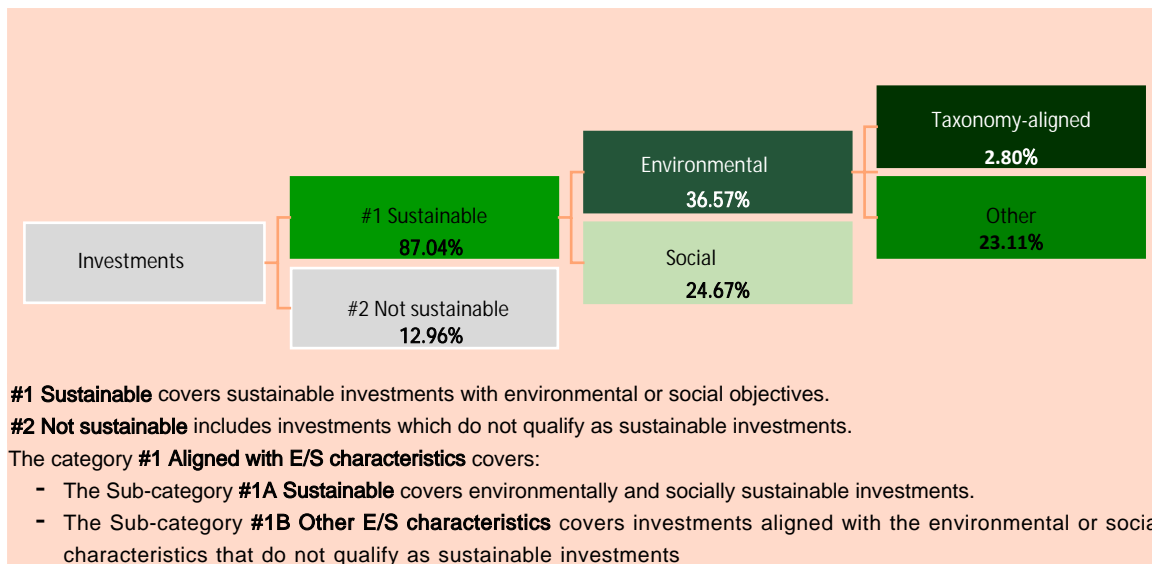 Taxonomy-aligned
2.80%
Environmental
36.57%
#1 Sustainable
87.04%
Other
23.11%
Investments
Social
24.67%
#2 Not sustainable
12.96%
#1 Sustainable covers sustainable investments with environmental or social objectives.
#2 Not sustainable includes investments which do not qualify as sustainable investments.
The category #1 Aligned with E/S characteristics covers:
- The Sub-category #1A Sustainable covers environmentally and socially sustainable investments.
- The Sub-category #1B Other E/S characteristics covers investments aligned with the environmental or socia
characteristics that do not qualify as sustainable investments